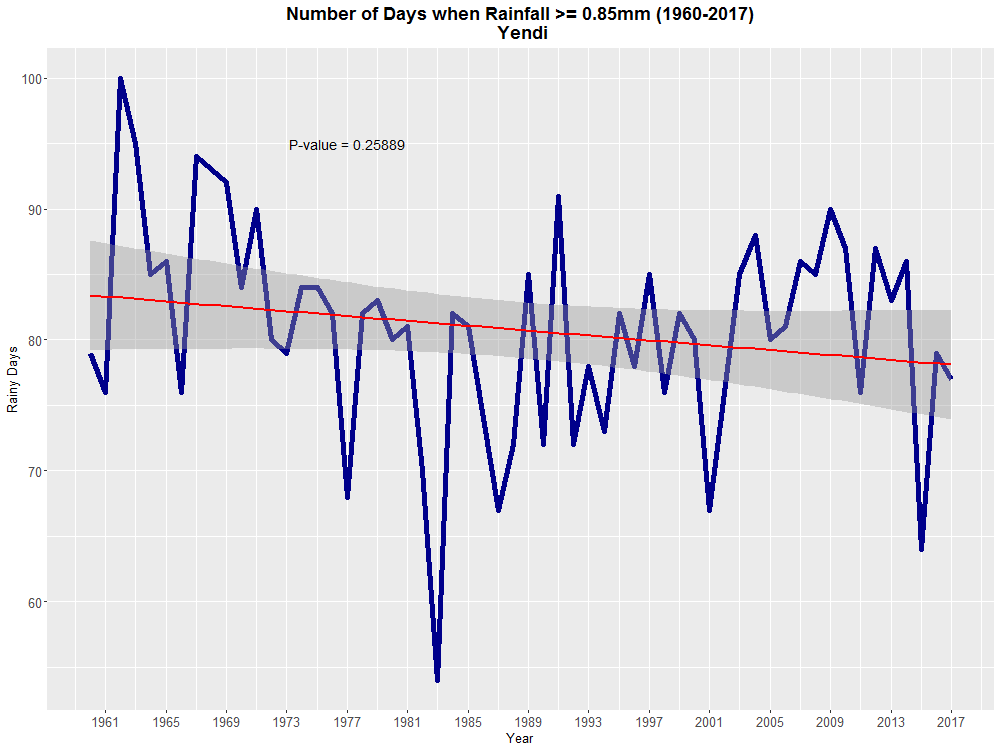 Number of Days when Rainfall >= 0.85mm (1960-2017)
Yendi
100
P-value = 0.25889
90
80
Rainy Days
70
60
1961 1965 1969 1973 1977 1981 1985 1989 1993 1997 2001 2005 2009 2013 2017
Year